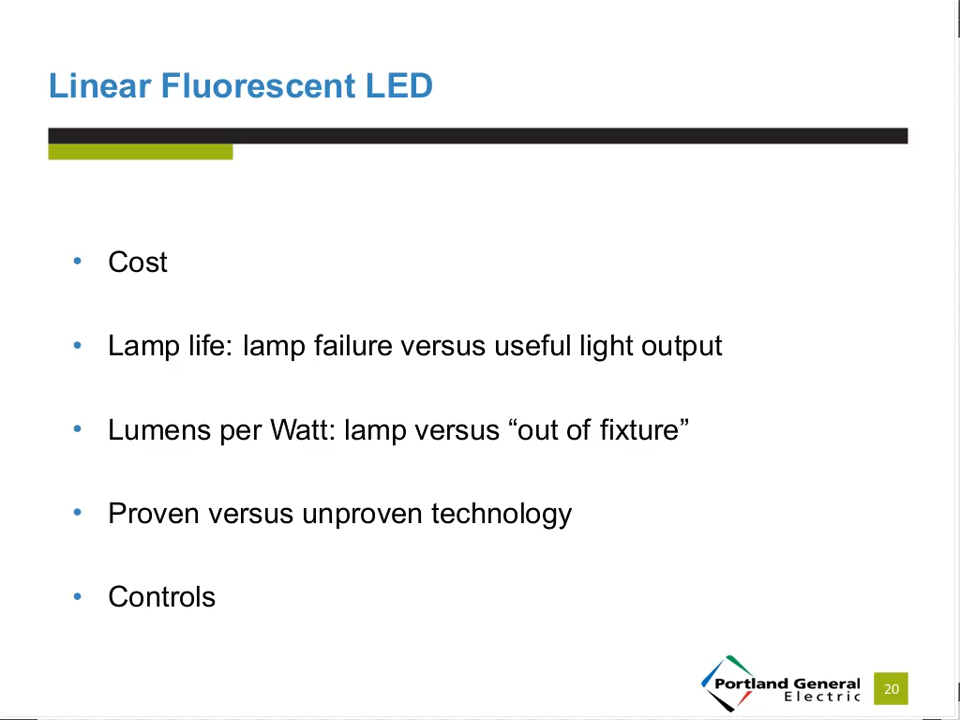 Linear Fluorescent LED
• Cost
• Lamp life: lamp failure versus useful light output
• Lumens per Watt: lamp versus “out of fixture”
• Proven versus unproven technology
• Controls
Portland General
Electric
20